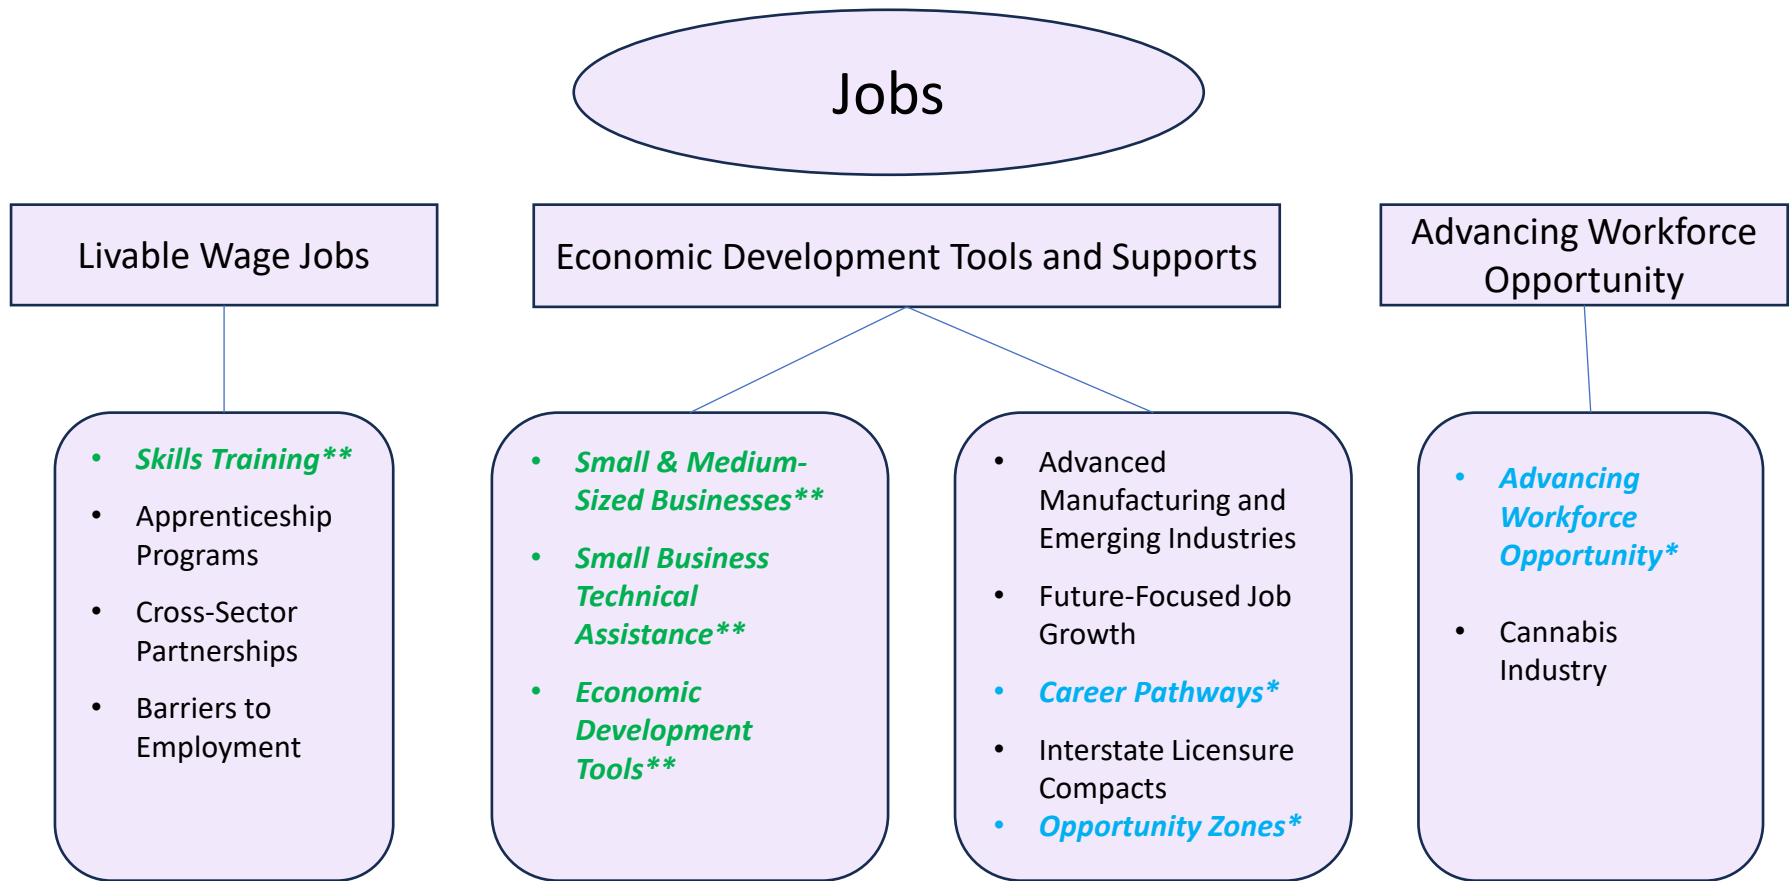 Jobs
Livable Wage Jobs
Economic Development Tools and Supports
Advancing Workforce
Opportunity
• Skills Training**
• Apprenticeship
Programs
• Cross-Sector
Partnerships
• Barriers to
Employment
• Small & Medium-
Sized Businesses**
• Small Business
Technical
Assistance**
• Economic
Development
Tools**
• Advanced
Manufacturing and
Emerging Industries
• Future-Focused Job
Growth
• Career Pathways*
• Interstate Licensure
Compacts
• Opportunity Zones*
• Advancing
Workforce
Opportunity*
• Cannabis
Industry